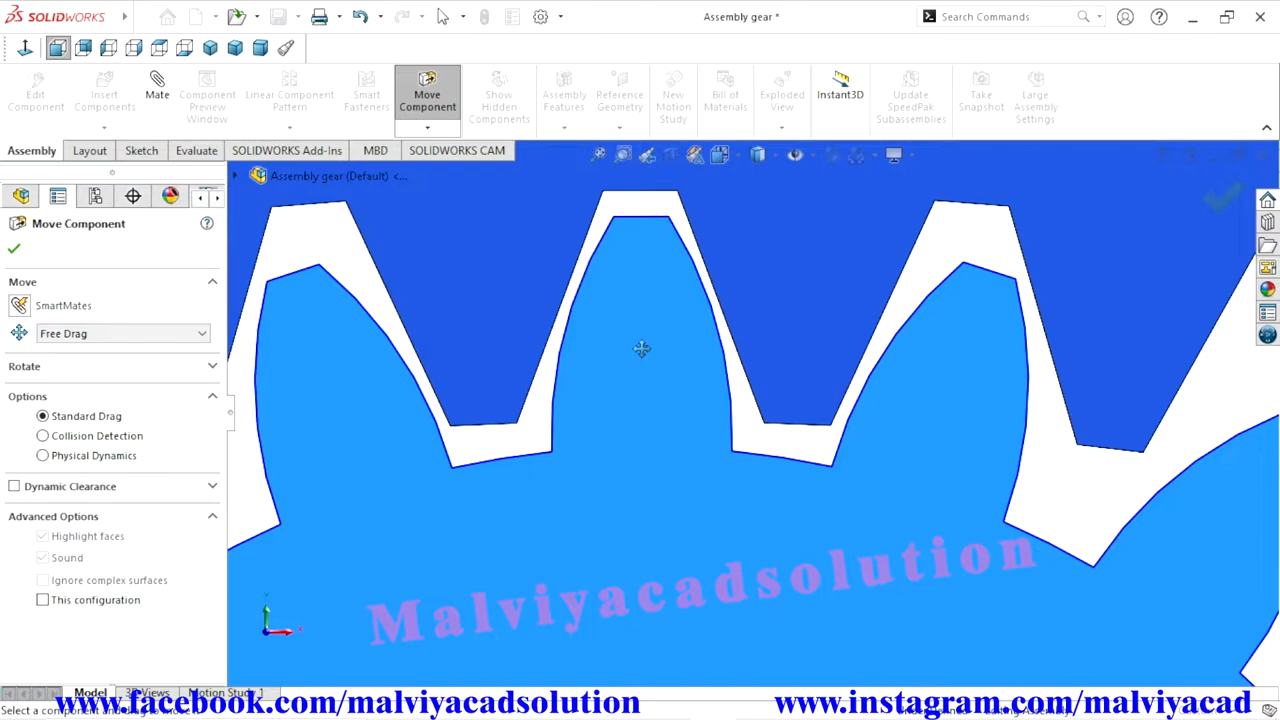 SOLIDWORKS
Assembly gear *
Search Commands
Edit Component
Insert Components
Mate
Component Preview Window
Linear Component Pattern
Smart Fasteners
Move Component
Show Hidden Components
Assembly Features
Reference Geometry
New Motion Study
Bill of Materials
Exploded View
Instant3D
Update SpeedPak Subassemblies
Take Snapshot
Large Assembly Settings
Assembly
Layout
Sketch
Evaluate
SOLIDWORKS Add-Ins
MBD
SOLIDWORKS CAM
Assembly gear (Default) <...
Move Component
Move
SmartMates
Free Drag
Rotate
Options
Standard Drag
Collision Detection
Physical Dynamics
Dynamic Clearance
Advanced Options
Highlight faces
Sound
Ignore complex surfaces
This configuration
Malviyacadsolution
Model
3D Views
Motion Study 1
www.facebook.com/malviyacadsolution
www.instagram.com/malviyacad